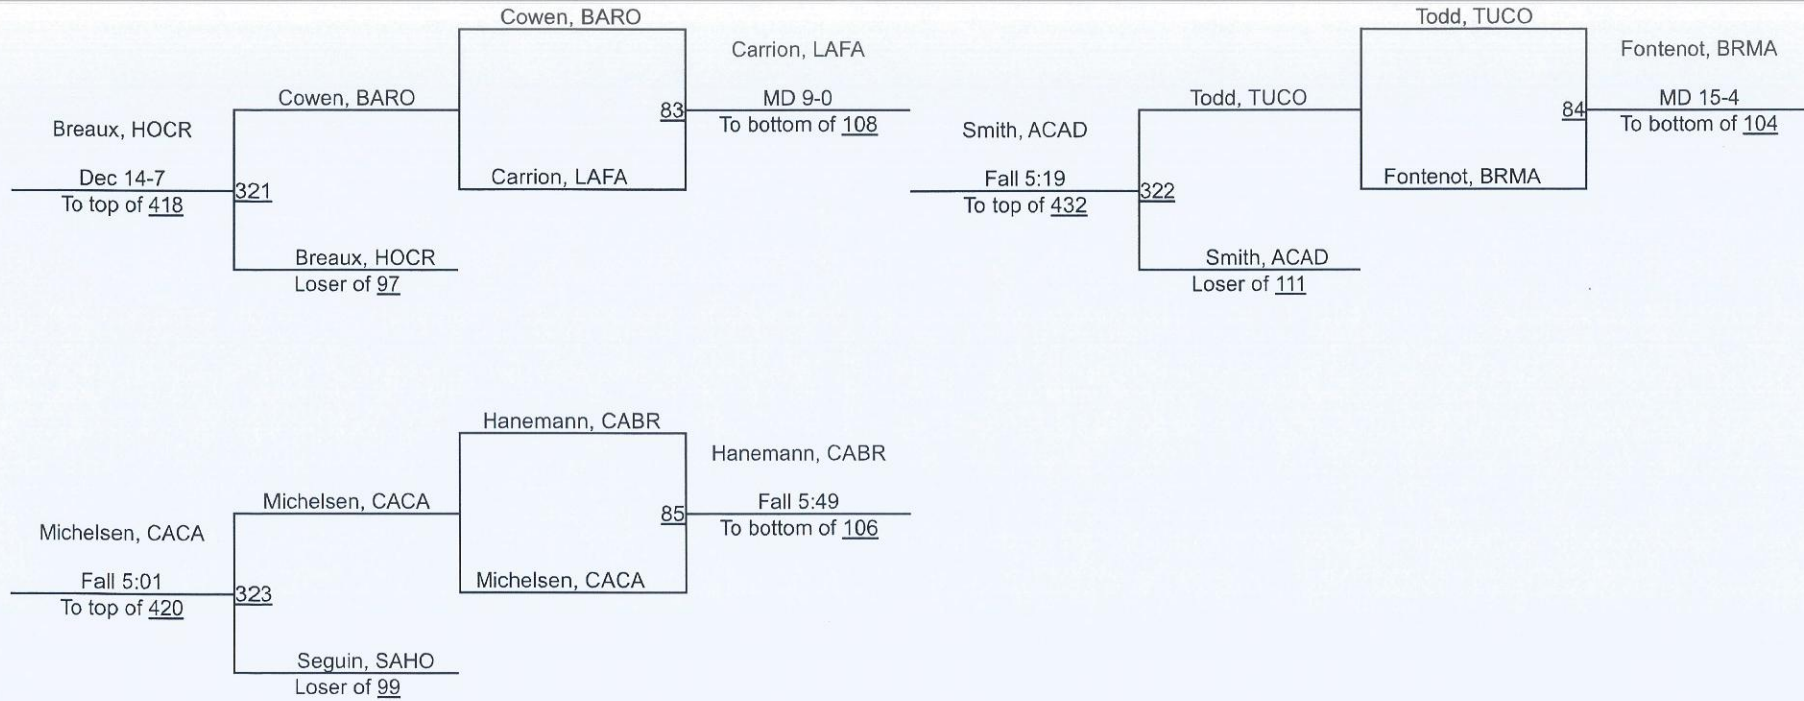 Cowen, BARO
Carrion, LAFA
Cowen, BARO
MD 9-0
83
To bottom of 108
Breaux, HOCR
Dec 14-7
Carrion, LAFA
321
To top of 418
Breaux, HOCR
Loser of 97
Todd, TUCO
Fontenot, BRMA
Todd, TUCO
MD 15-4
84
To bottom of 104
Smith, ACAD
Fall 5:19
Fontenot, BRMA
322
To top of 432
Smith, ACAD
Loser of 111
Hanemann, CABR
Hanemann, CABR
Michelsen, CACA
Fall 5:49
85
To bottom of 106
Michelsen, CACA
Fall 5:01
Michelsen, CACA
323
To top of 420
Seguin, SAHO
Loser of 99